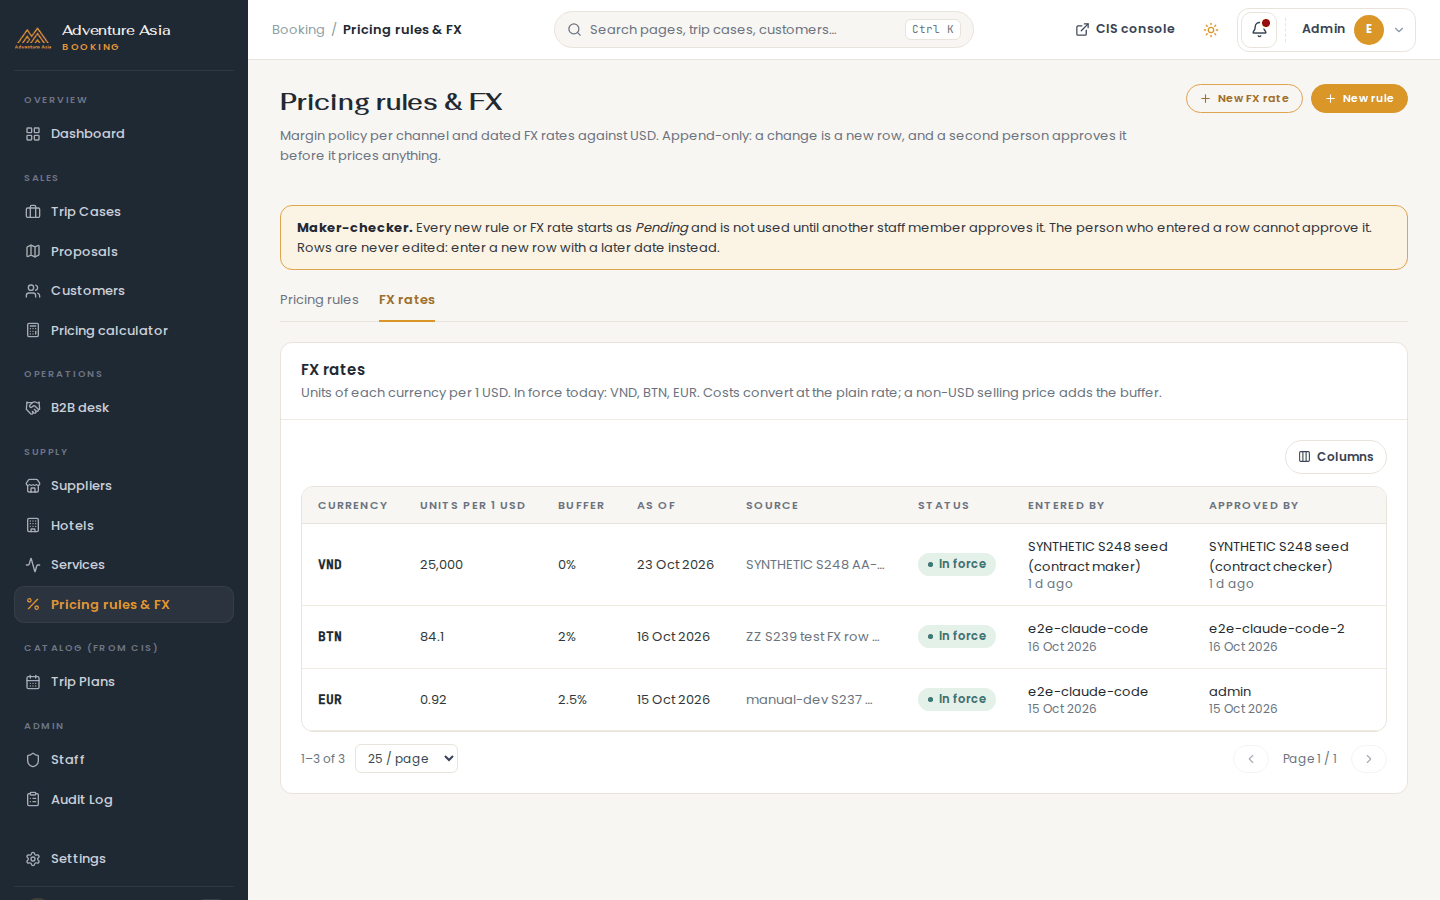 Adventure Asia
BOOKING
Adventure Asia
OVERVIEW
Dashboard
SALES
Trip Cases
Proposals
Customers
Pricing calculator
OPERATIONS
B2B desk
SUPPLY
Suppliers
Hotels
Services
Pricing rules & FX
CATALOG (FROM CIS)
Trip Plans
ADMIN
Staff
Audit Log
Settings
Booking / Pricing rules & FX
Search pages, trip cases, customers…
Ctrl K
CIS console
Admin
E
Pricing rules & FX
New FX rate
New rule
Margin policy per channel and dated FX rates against USD. Append-only: a change is a new row, and a second person approves it
before it prices anything.
Maker-checker. Every new rule or FX rate starts as Pending and is not used until another staff member approves it. The person who entered a row cannot approve it.
Rows are never edited: enter a new row with a later date instead.
Pricing rules
FX rates
FX rates
Units of each currency per 1 USD. In force today: VND, BTN, EUR. Costs convert at the plain rate; a non-USD selling price adds the buffer.
Columns
CURRENCY UNITS PER 1 USD BUFFER AS OF SOURCE STATUS ENTERED BY APPROVED BY
VND 25,000 0% 23 Oct 2026 SYNTHETIC S248 AA-… In force
SYNTHETIC S248 seed
(contract maker)
1 d ago
SYNTHETIC S248 seed
(contract checker)
1 d ago
BTN 84.1 2% 16 Oct 2026 ZZ S239 test FX row … In force
e2e-claude-code
16 Oct 2026
e2e-claude-code-2
16 Oct 2026
EUR 0.92 2.5% 15 Oct 2026 manual-dev S237 … In force
e2e-claude-code
15 Oct 2026
admin
15 Oct 2026
1–3 of 3
25 / page
Page 1 / 1